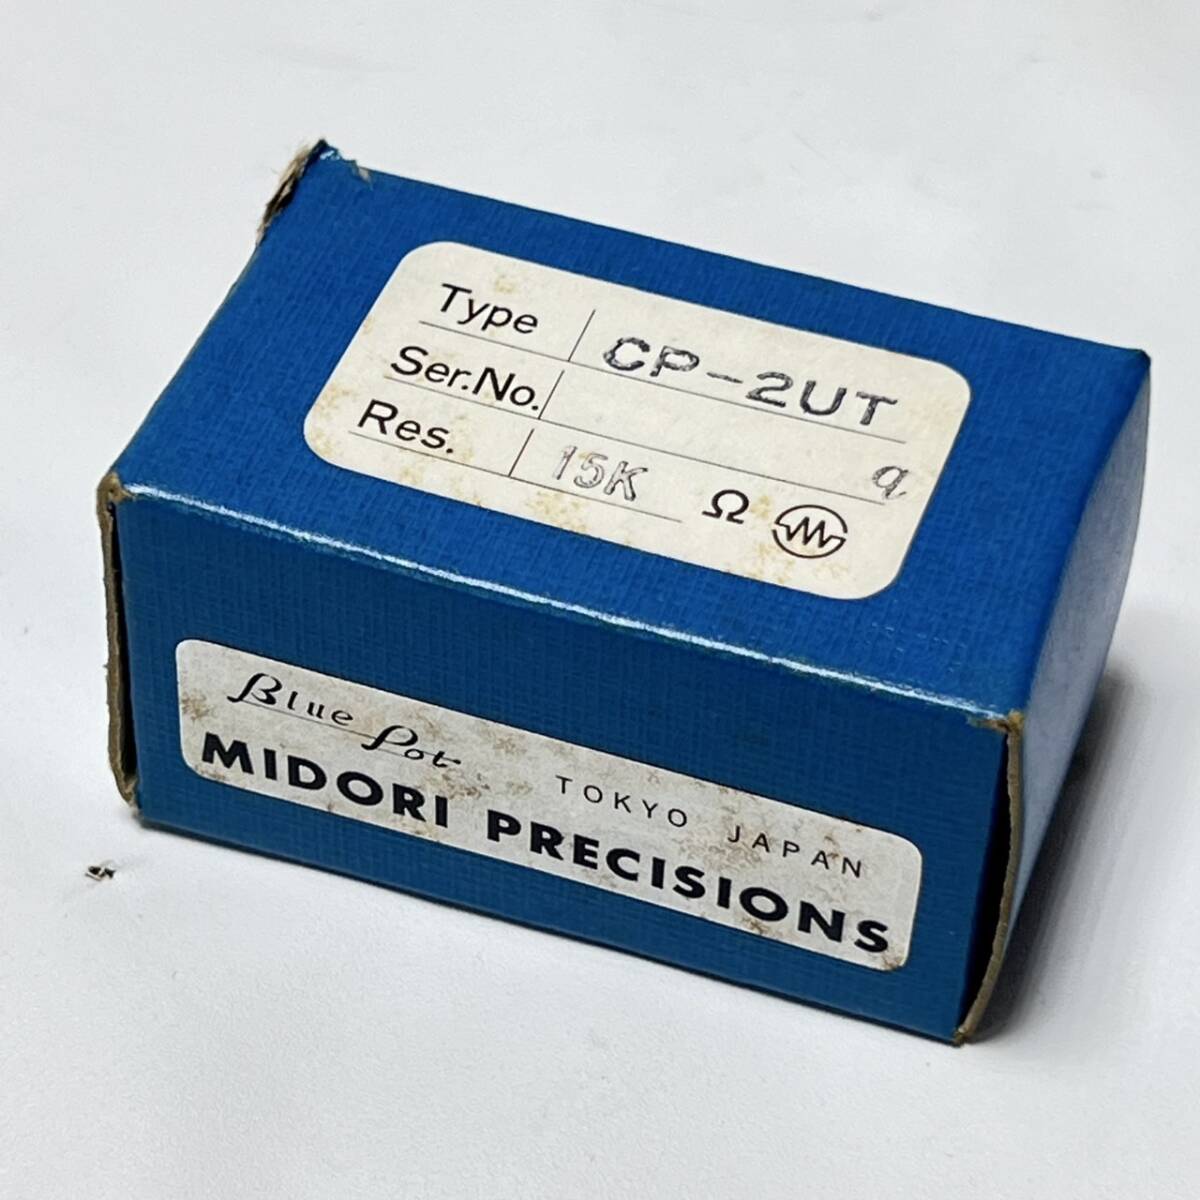 Type CP-2UT
Ser.No. q
Res. 15K Ω
Blue Pot TOKYO JAPAN
MIDORI PRECISIONS